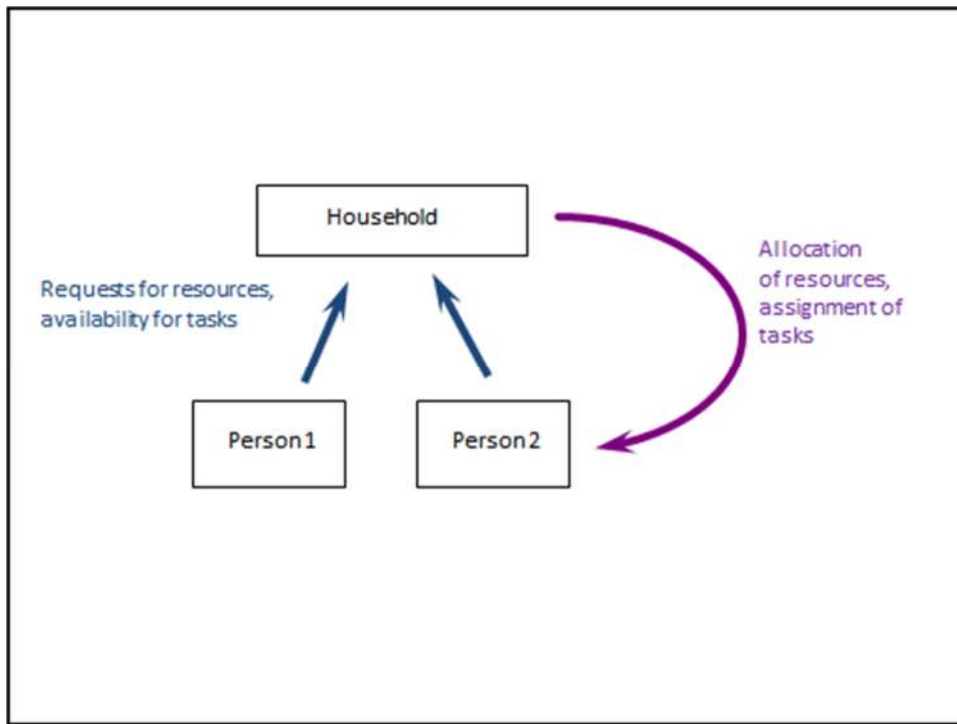 Household
Requests for resources,
availability for tasks
Allocation
of resources,
assignment of
tasks
Person 1
Person 2